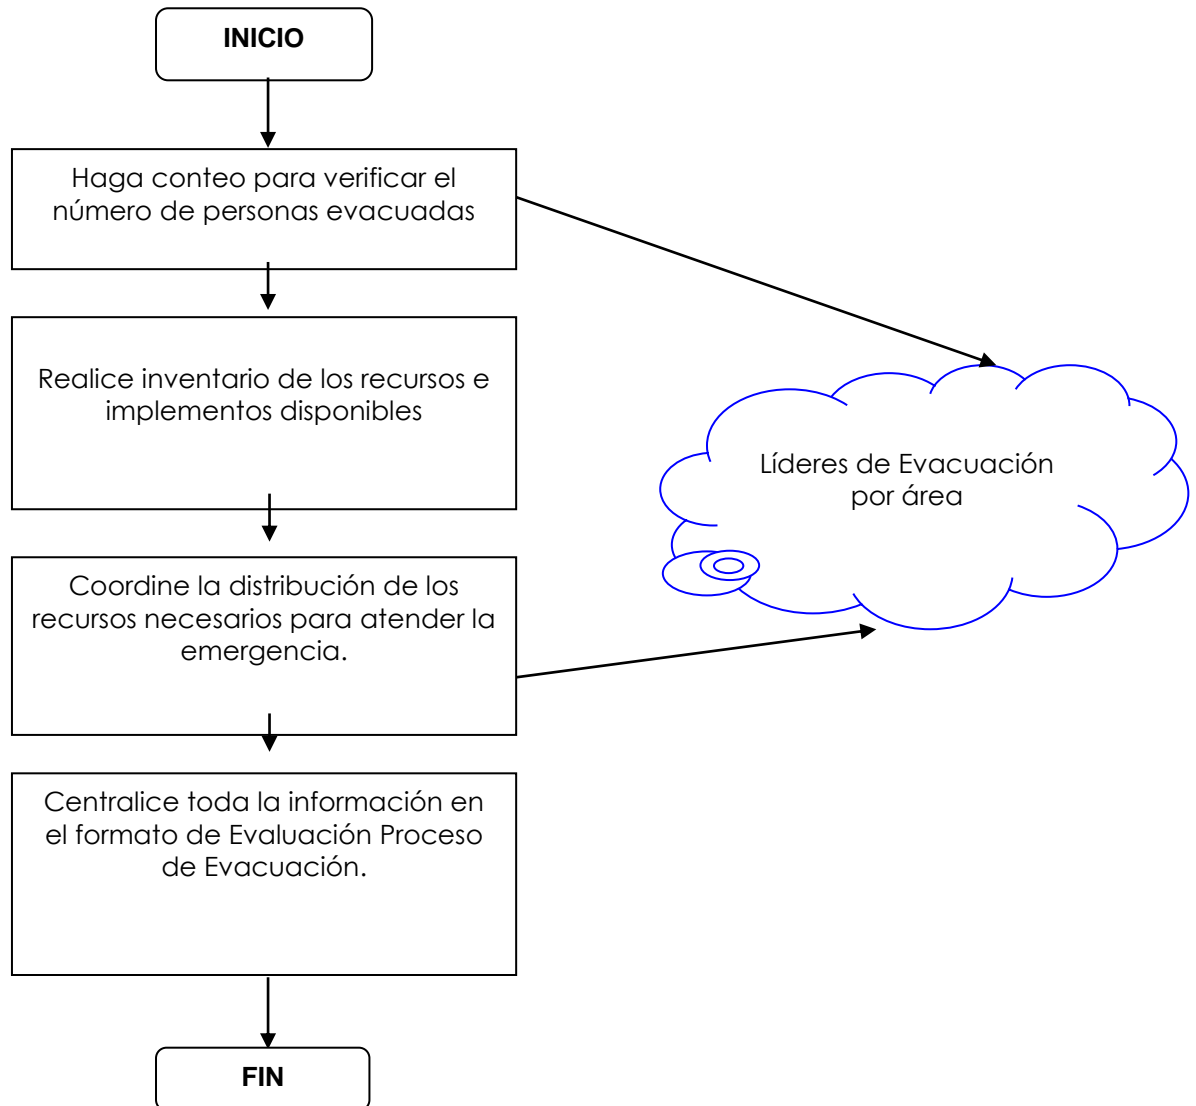 INICIO
Haga conteo para verificar el
número de personas evacuadas
Realice inventario de los recursos e
implementos disponibles
Líderes de Evacuación
por área
Coordine la distribución de los
recursos necesarios para atender la
emergencia.
Centralice toda la información en
el formato de Evaluación Proceso
de Evacuación.
FIN